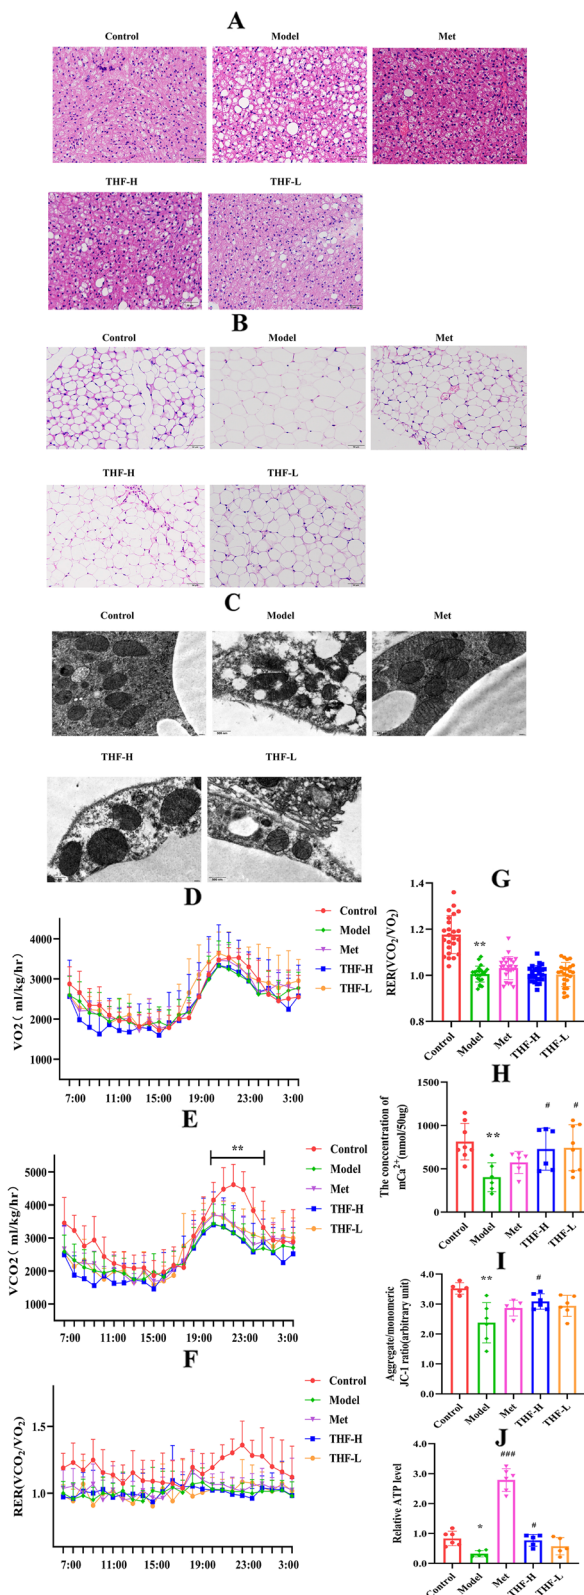 A
Control
Model
Met
THF-H
THF-L
B
Control
Model
Met
THF-H
THF-L
C
Control
Model
Met
THF-H
THF-L
D
VO2( ml/kg/hr)
4000
3000
2000
1000
7:00
11:00
15:00
19:00
23:00
3:00
Control
Model
Met
THF-H
THF-L
E
VCO2( ml/kg/hr)
5000
4000
3000
2000
1000
**
7:00
11:00
15:00
19:00
23:00
3:00
Control
Model
Met
THF-H
THF-L
F
RER(VCO2/VO2)
1.5
1.0
7:00
11:00
15:00
19:00
23:00
3:00
Control
Model
Met
THF-H
THF-L
G
RER(VCO2/VO2)
1.4
1.2
1.0
0.8
**
Control
Model
Met
THF-H
THF-L
H
The conccentration of
mCa2+(nmol/50ug)
1500
1000
500
0
**
#
#
Control
Model
Met
THF-H
THF-L
I
Aggregate/monomeric
JC-1 ratio(arbitrary unit)
4.0
3.0
2.0
1.0
0.0
**
#
Control
Model
Met
THF-H
THF-L
J
Relative ATP level
4.0
3.0
2.0
1.0
0.0
*
###
#
Control
Model
Met
THF-H
THF-L